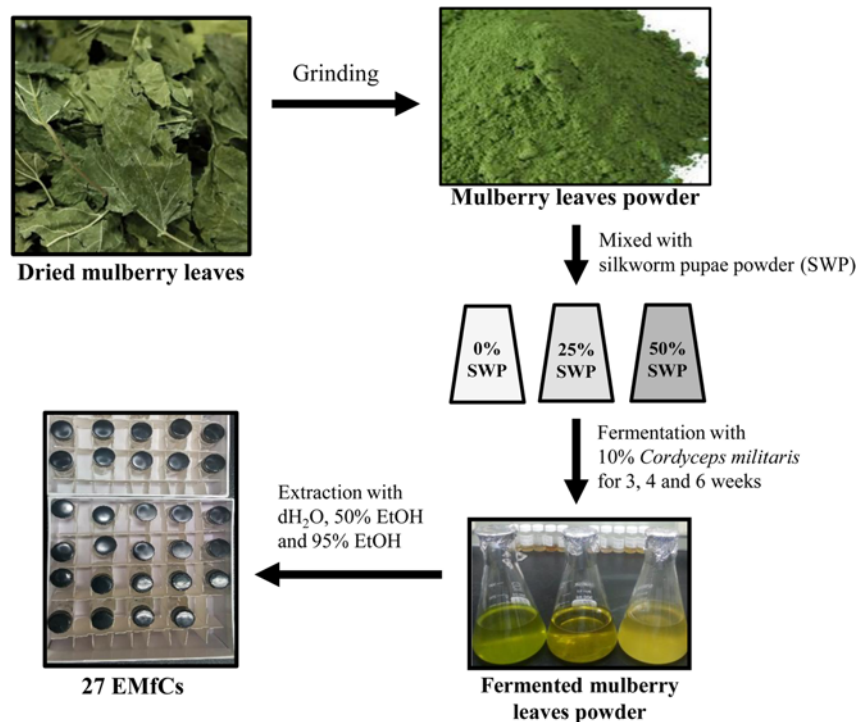 Grinding
Dried mulberry leaves
Mulberry leaves powder
Mixed with
silkworm pupae powder (SWP)
0%
SWP
25%
SWP
50%
SWP
Fermentation with
10% Cordyceps militaris
for 3, 4 and 6 weeks
Fermented mulberry
leaves powder
Extraction with
dH₂O, 50% EtOH
and 95% EtOH
27 EMfCs